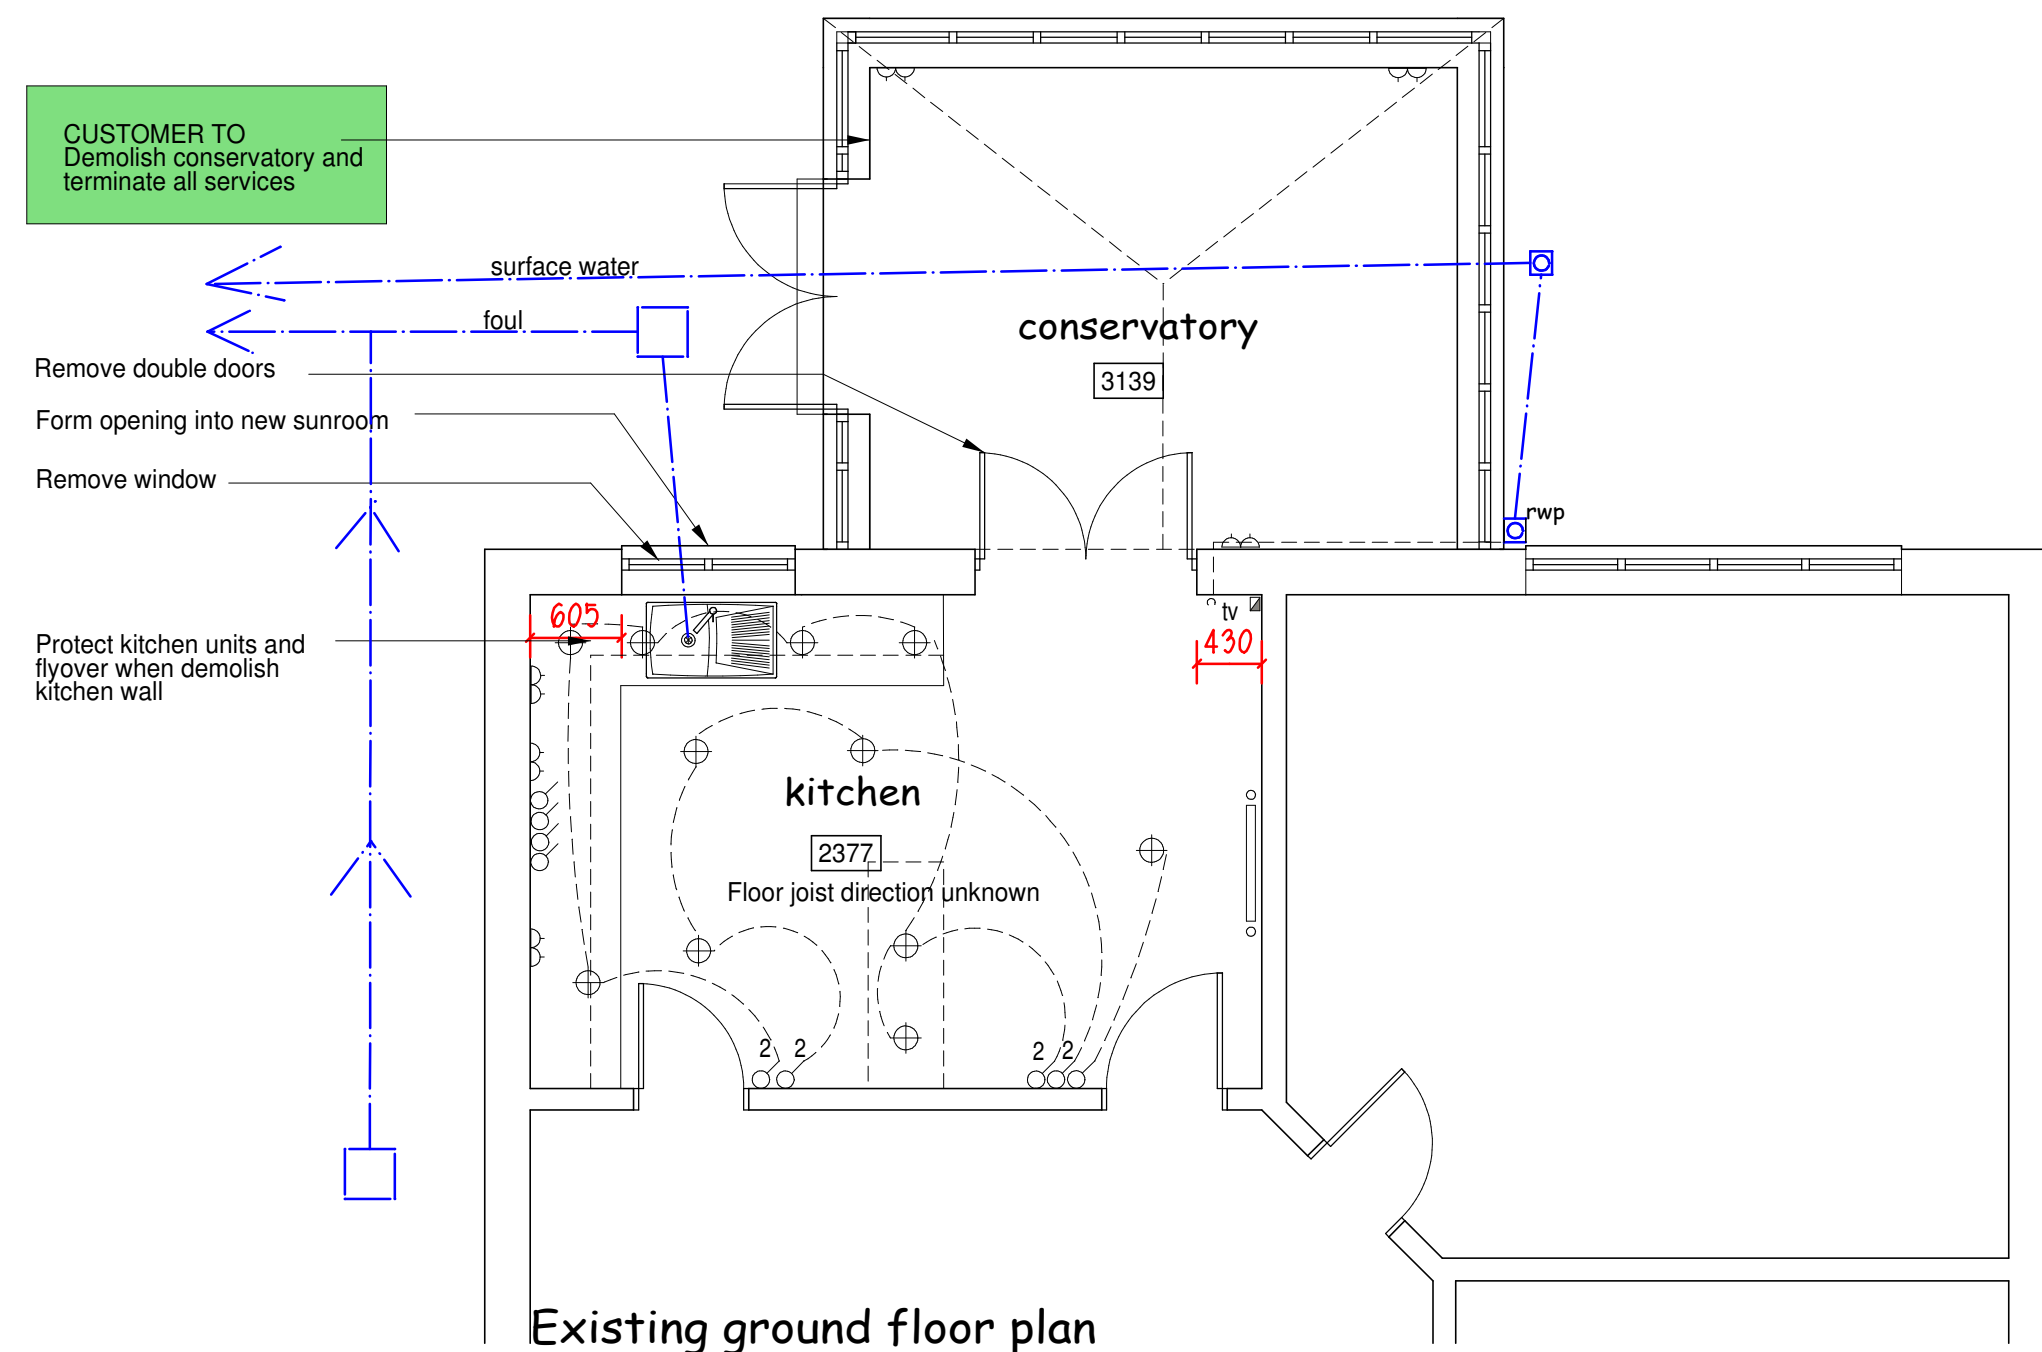 CUSTOMER TO
Demolish conservatory and
terminate all services
surface water
foul
conservatory
3139
Remove double doors
Form opening into new sunroom
Remove window
rwp
605
tv
430
Protect kitchen units and
flyover when demolish
kitchen wall
kitchen
2377
Floor joist direction unknown
2 2
2 2
Existing ground floor plan